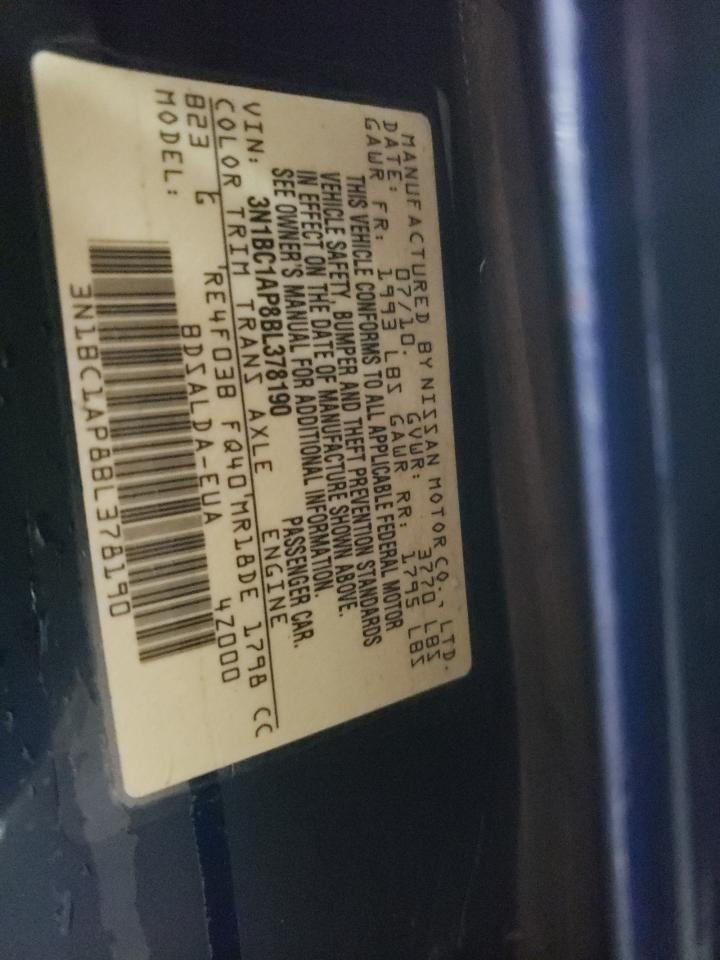 MANUFACTURED BY NISSAN MOTOR CO., LTD.
DATE: 07/10. GVWR: 3770 LBS
GAWR FR: 1993 LBS GAWR RR: 1795 LBS
THIS VEHICLE CONFORMS TO ALL APPLICABLE FEDERAL MOTOR
VEHICLE SAFETY, BUMPER AND THEFT PREVENTION STANDARDS
IN EFFECT ON THE DATE OF MANUFACTURE SHOWN ABOVE.
SEE OWNER'S MANUAL FOR ADDITIONAL INFORMATION.
VIN: 3N1BC1AP8BL378190 PASSENGER CAR.
COLOR TRIM TRANS AXLE ENGINE
B23 G RE4F03B FQ40 MR18DE 1798 CC
MODEL: BDSALDA-EUA 4Z000
3N1BC1AP8BL378190